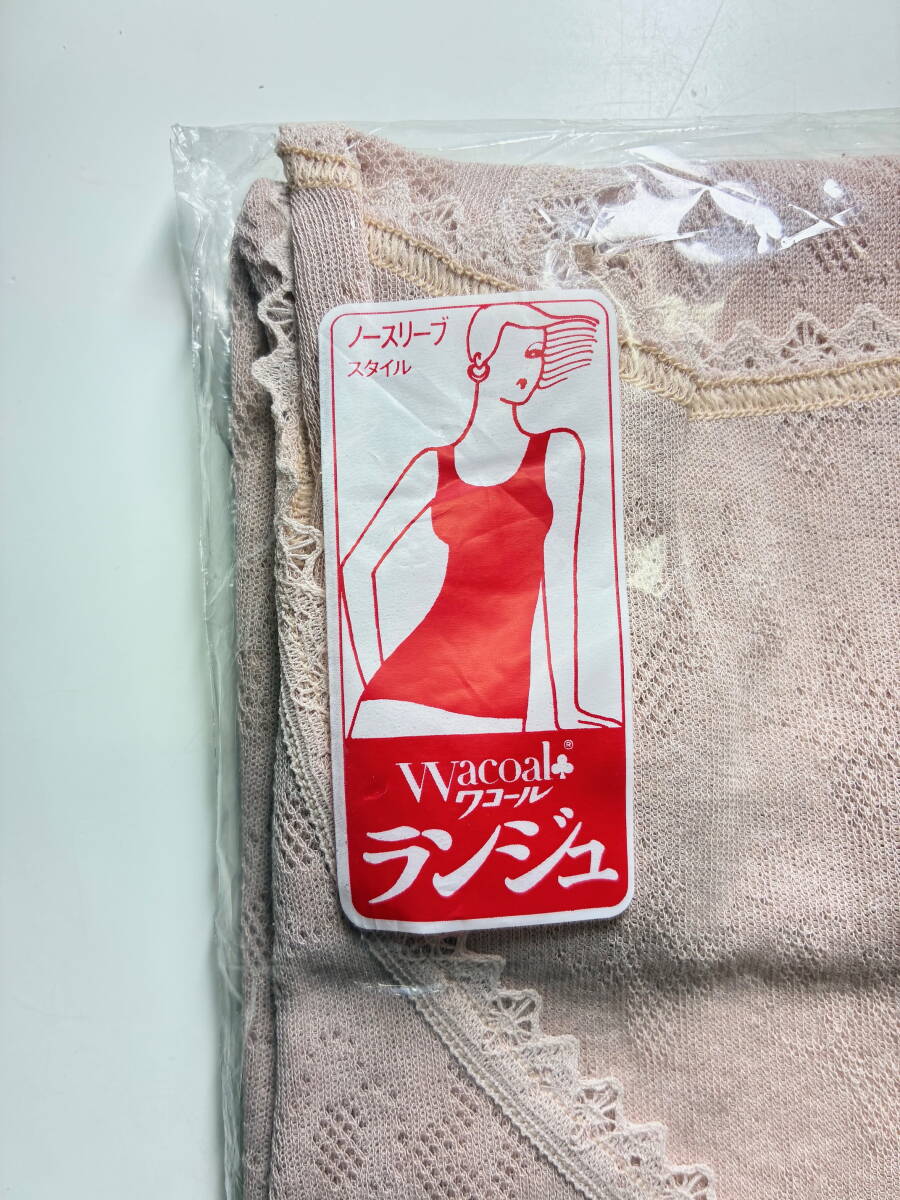 ノースリーブ
スタイル
Wacoal®
ワコール
ランジュ